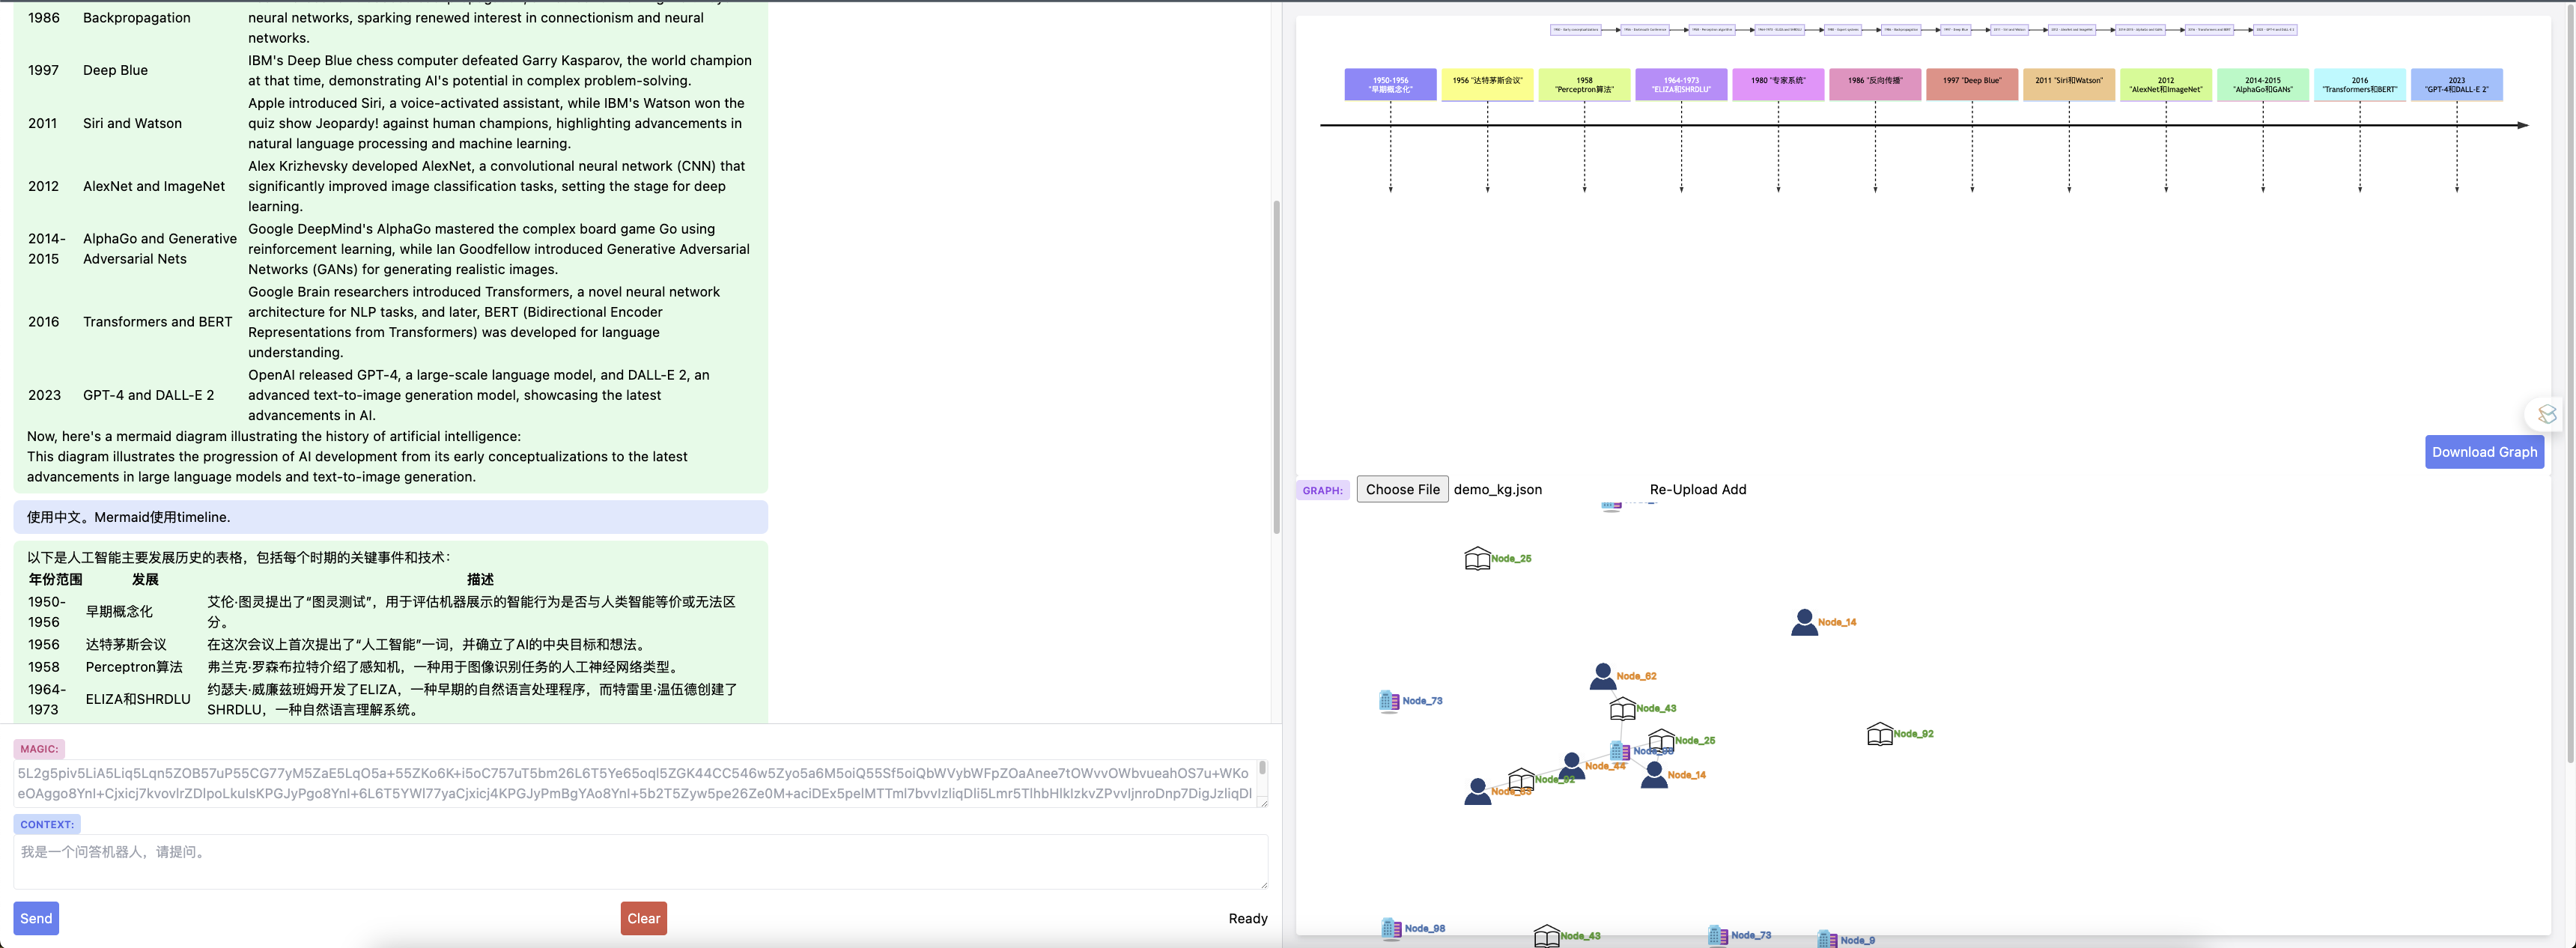 1986 Backpropagation neural networks, sparking renewed interest in connectionism and neural
networks.
1997 Deep Blue IBM's Deep Blue chess computer defeated Garry Kasparov, the world champion
at that time, demonstrating AI's potential in complex problem-solving.
2011 Siri and Watson Apple introduced Siri, a voice-activated assistant, while IBM's Watson won the
quiz show Jeopardy! against human champions, highlighting advancements in
natural language processing and machine learning.
2012 AlexNet and ImageNet Alex Krizhevsky developed AlexNet, a convolutional neural network (CNN) that
significantly improved image classification tasks, setting the stage for deep
learning.
2014-
2015
AlphaGo and Generative
Adversarial Nets
Google DeepMind's AlphaGo mastered the complex board game Go using
reinforcement learning, while Ian Goodfellow introduced Generative Adversarial
Networks (GANs) for generating realistic images.
2016 Transformers and BERT Google Brain researchers introduced Transformers, a novel neural network
architecture for NLP tasks, and later, BERT (Bidirectional Encoder
Representations from Transformers) was developed for language
understanding.
2023 GPT-4 and DALL-E 2 OpenAI released GPT-4, a large-scale language model, and DALL-E 2, an
advanced text-to-image generation model, showcasing the latest
advancements in AI.
Now, here's a mermaid diagram illustrating the history of artificial intelligence:
This diagram illustrates the progression of AI development from its early conceptualizations to the latest
advancements in large language models and text-to-image generation.
使用中文。Mermaid使用timeline.
以下是人工智能主要发展历史的表格，包括每个时期的关键事件和技术：
年份范围 发展 描述
1950-
1956
早期概念化
艾伦·图灵提出了“图灵测试”，用于评估机器展示的智能行为是否与人类智能等价或无法区
分。
1956 达特茅斯会议 在这次会议上首次提出了“人工智能”一词，并确立了AI的中央目标和想法。
1958 Perceptron算法 弗兰克·罗森布拉特介绍了感知机，一种用于图像识别任务的人工神经网络类型。
1964-
1973
ELIZA和SHRDLU
约瑟夫·威廉兹班姆开发了ELIZA，一种早期的自然语言处理程序，而特雷里·温伍德创建了
SHRDLU，一种自然语言理解系统。
MAGIC:
CONTEXT:
我是一个问答机器人，请提问。
Send Clear Ready
1950-1956
"早期概念化"
1956 "达特茅斯会议"
1958
"Perceptron算法"
1964-1973
"ELIZA和SHRDLU"
1980 "专家系统"
1986 "反向传播"
1997 "Deep Blue"
2011 "Siri和Watson"
2012
"AlexNet和ImageNet"
2014-2015
"AlphaGo和GANs"
2016
"Transformers和BERT"
2023
"GPT-4和DALL-E 2"
Download Graph
GRAPH: Choose File demo_kg.json Re-Upload Add
Node_25
Node_14
Node_62
Node_73
Node_43
Node_92
Node_25
Node_44
Node_14
Node_92
Node_98
Node_43
Node_73
Node_9